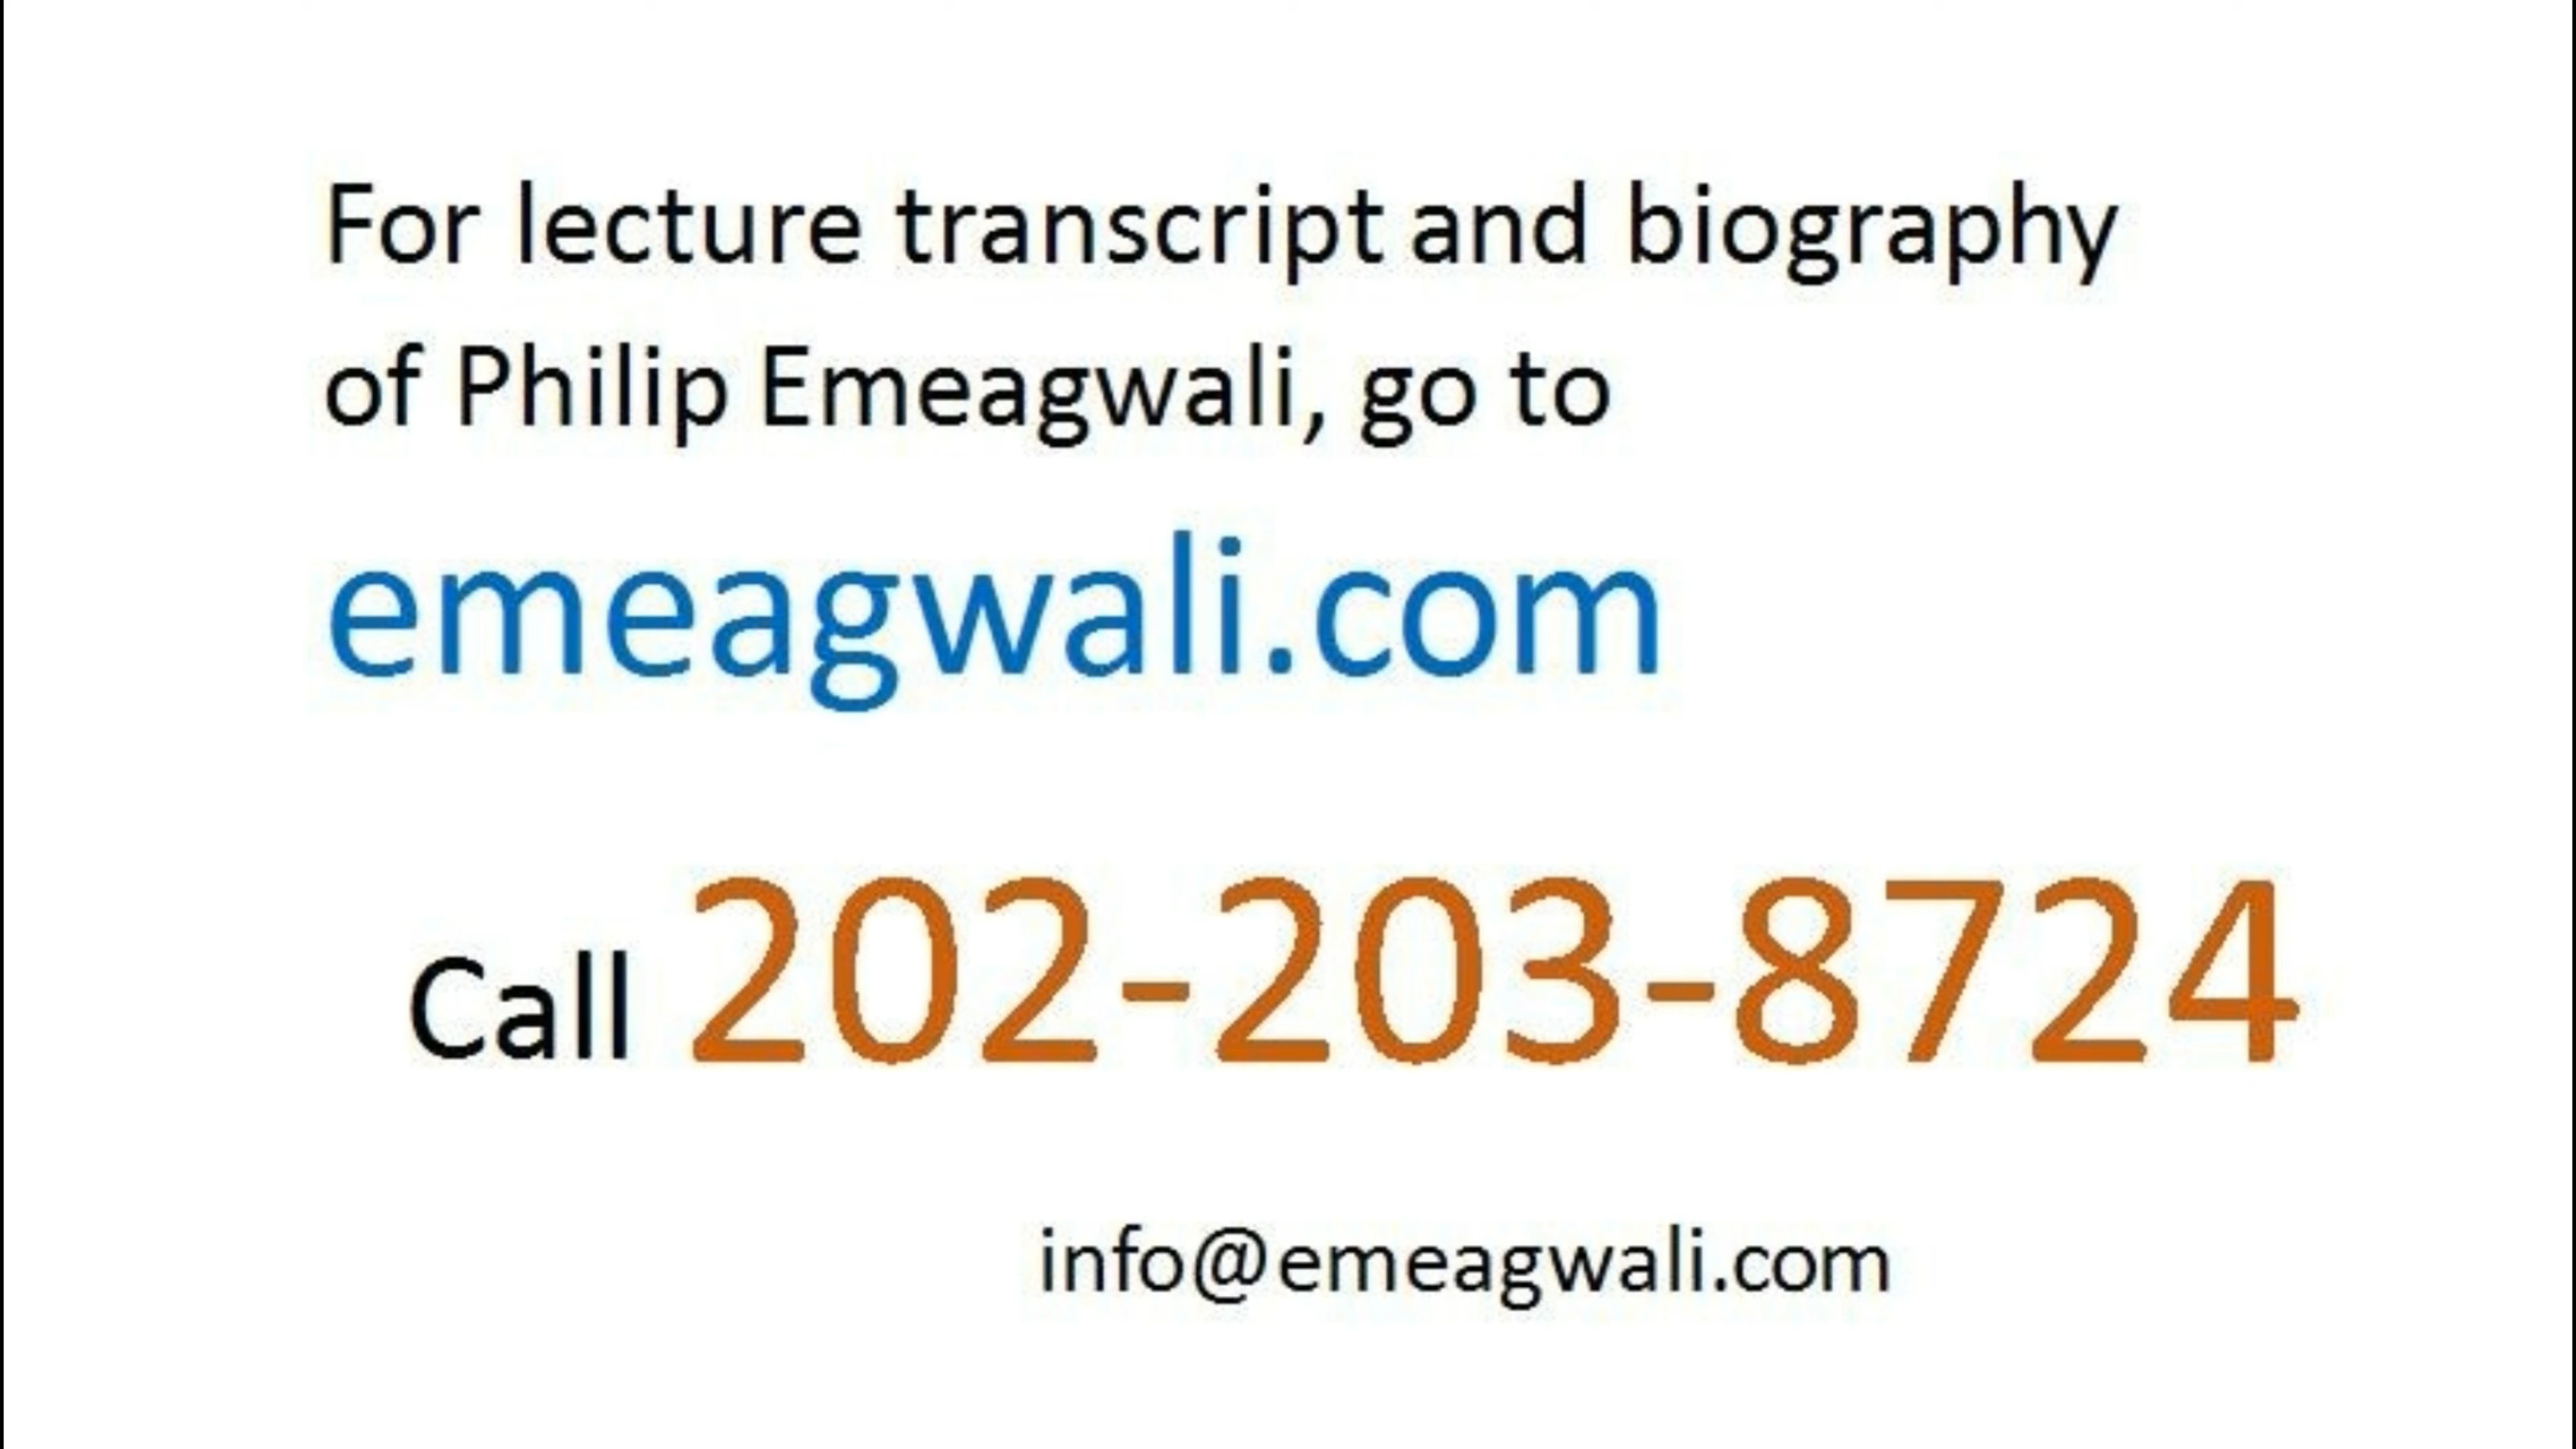 For lecture transcript and biography
of Philip Emeagwali, go to
emeagwali.com
Call 202-203-8724
info@emeagwali.com